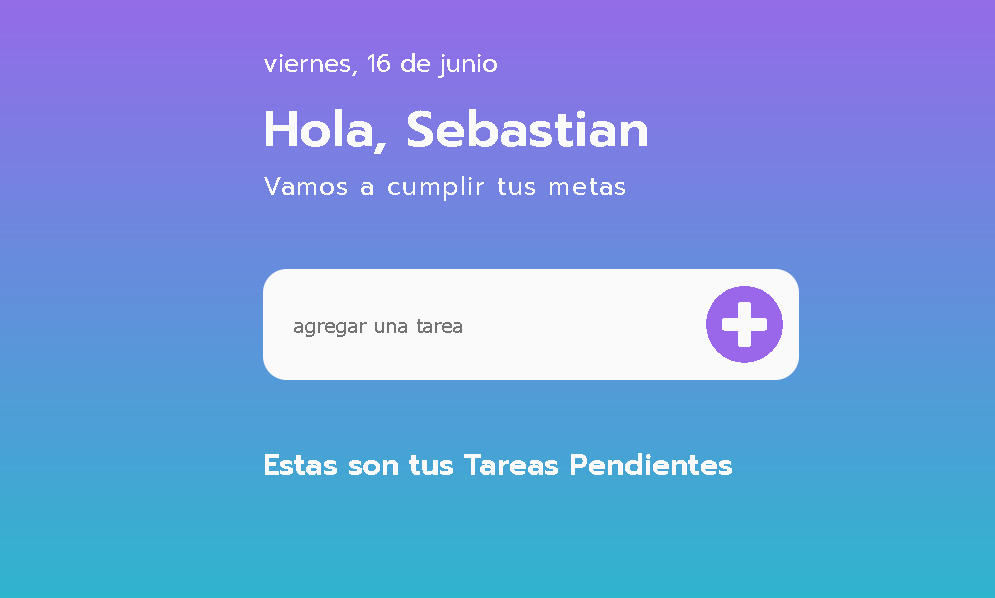 viernes, 16 de junio
Hola, Sebastian
Vamos a cumplir tus metas
agregar una tarea
Estas son tus Tareas Pendientes